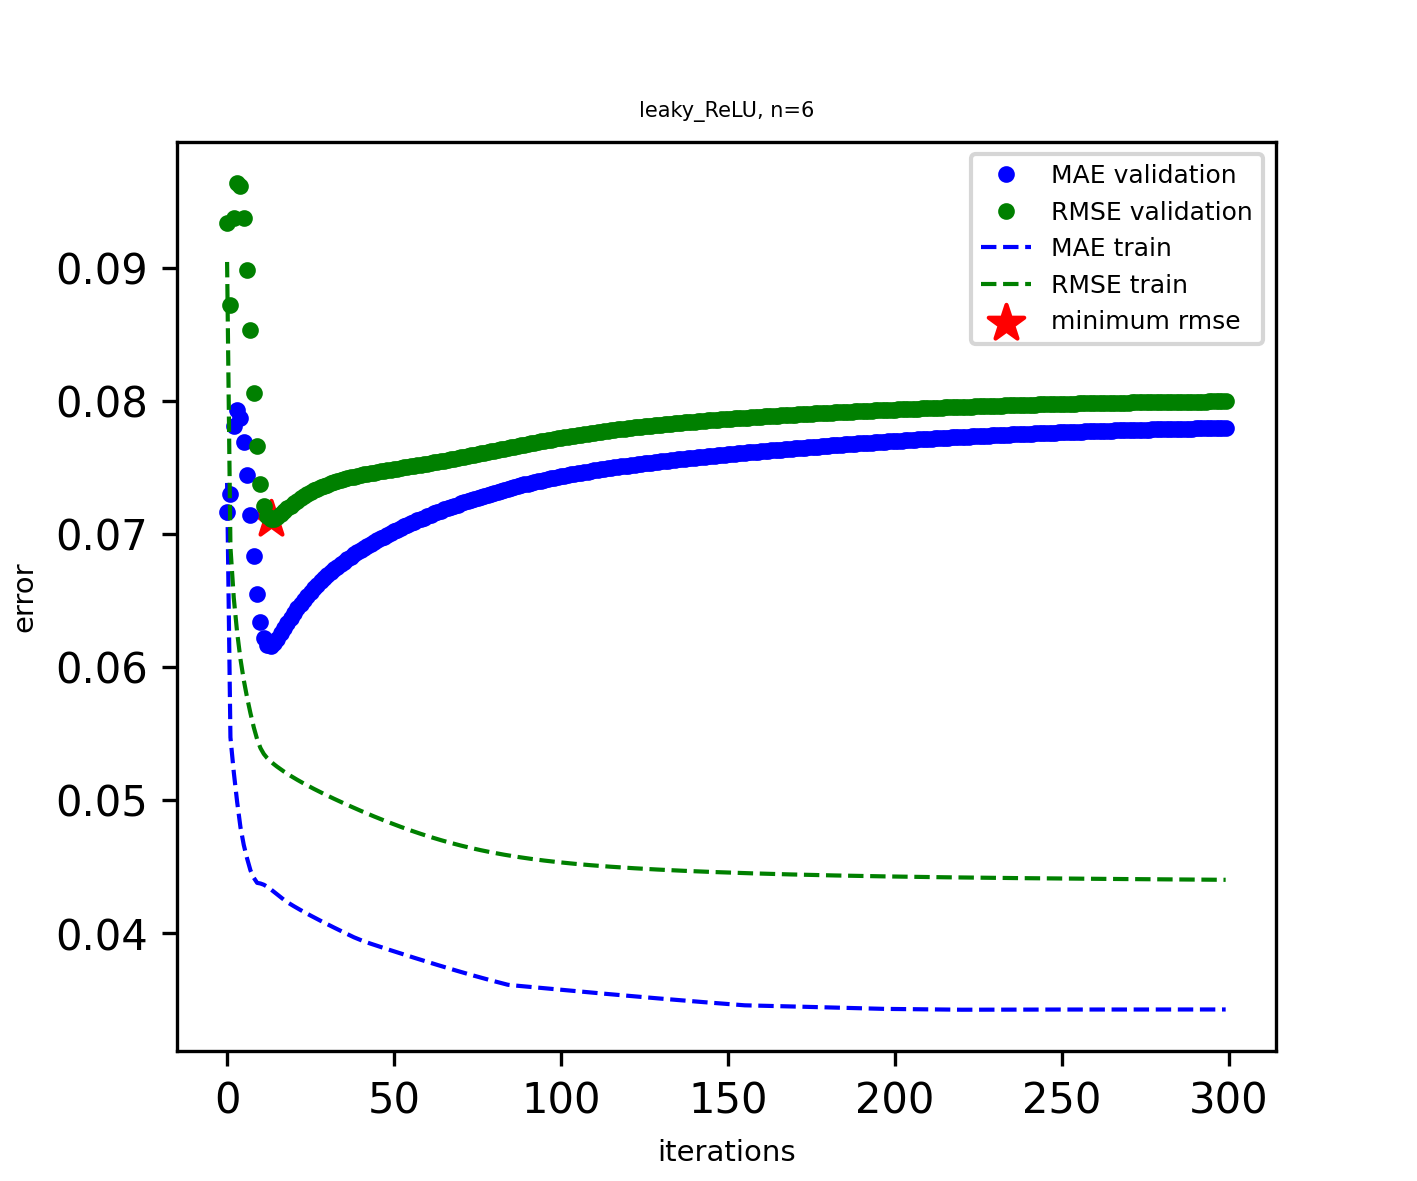 leaky_ReLU, n=6
MAE validation
RMSE validation
MAE train
RMSE train
minimum rmse
0.09
0.08
0.07
0.06
0.05
0.04
error
0 50 100 150 200 250 300
iterations